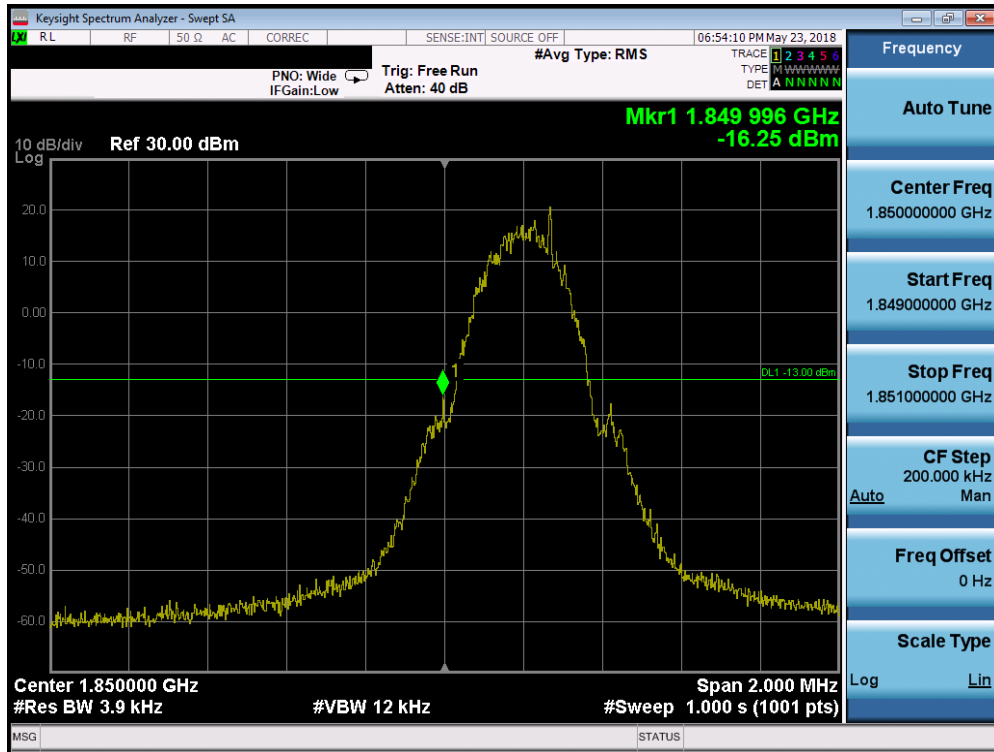 Keysight Spectrum Analyzer - Swept SA
LXI RL RF 50 Ω AC CORREC SENSE:INT SOURCE OFF 06:54:10 PM May 23, 2018
#Avg Type: RMS
TRACE 1 2 3 4 5 6
PNO: Wide Trig: Free Run TYPE M W W W W W
IFGain:Low Atten: 40 dB DET A N N N N N
Mkr1 1.849 996 GHz
-16.25 dBm
10 dB/div Ref 30.00 dBm
Log
20.0
10.0
0.00
-10.0
DL1 -13.00 dBm
-20.0
-30.0
-40.0
-50.0
-60.0
Center 1.850000 GHz Span 2.000 MHz
#Res BW 3.9 kHz #VBW 12 kHz #Sweep 1.000 s (1001 pts)
MSG STATUS
Frequency
Auto Tune
Center Freq
1.850000000 GHz
Start Freq
1.849000000 GHz
Stop Freq
1.851000000 GHz
CF Step
200.000 kHz
Auto Man
Freq Offset
0 Hz
Scale Type
Log Lin